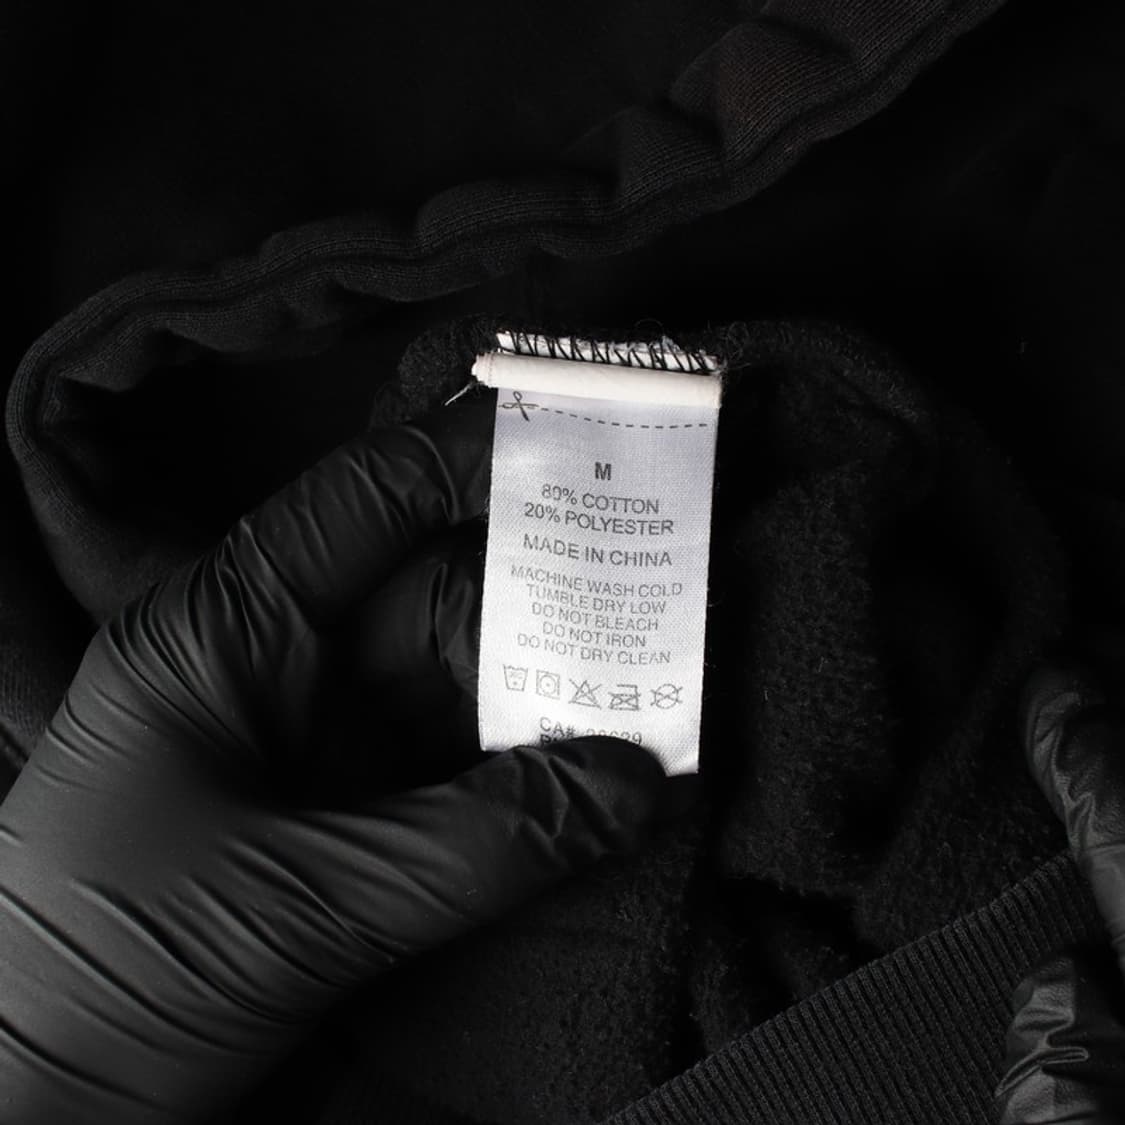 M
80% COTTON
20% POLYESTER
MADE IN CHINA
MACHINE WASH COLD
TUMBLE DRY LOW
DO NOT BLEACH
DO NOT IRON
DO NOT DRY CLEAN
CA#